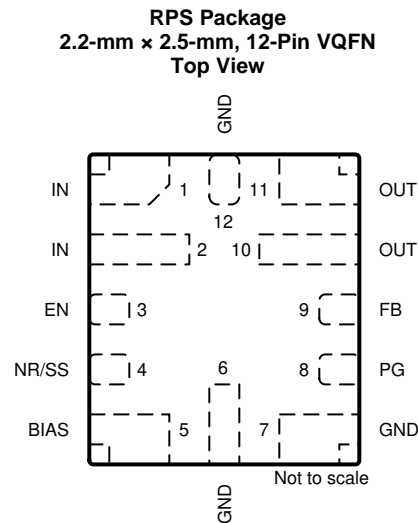 RPS Package
2.2-mm × 2.5-mm, 12-Pin VQFN
Top View
GND
IN 1 11 OUT
12
IN 2 10 OUT
EN 3 9 FB
NR/SS 4 6 8 PG
BIAS 5 7 GND
Not to scale
GND